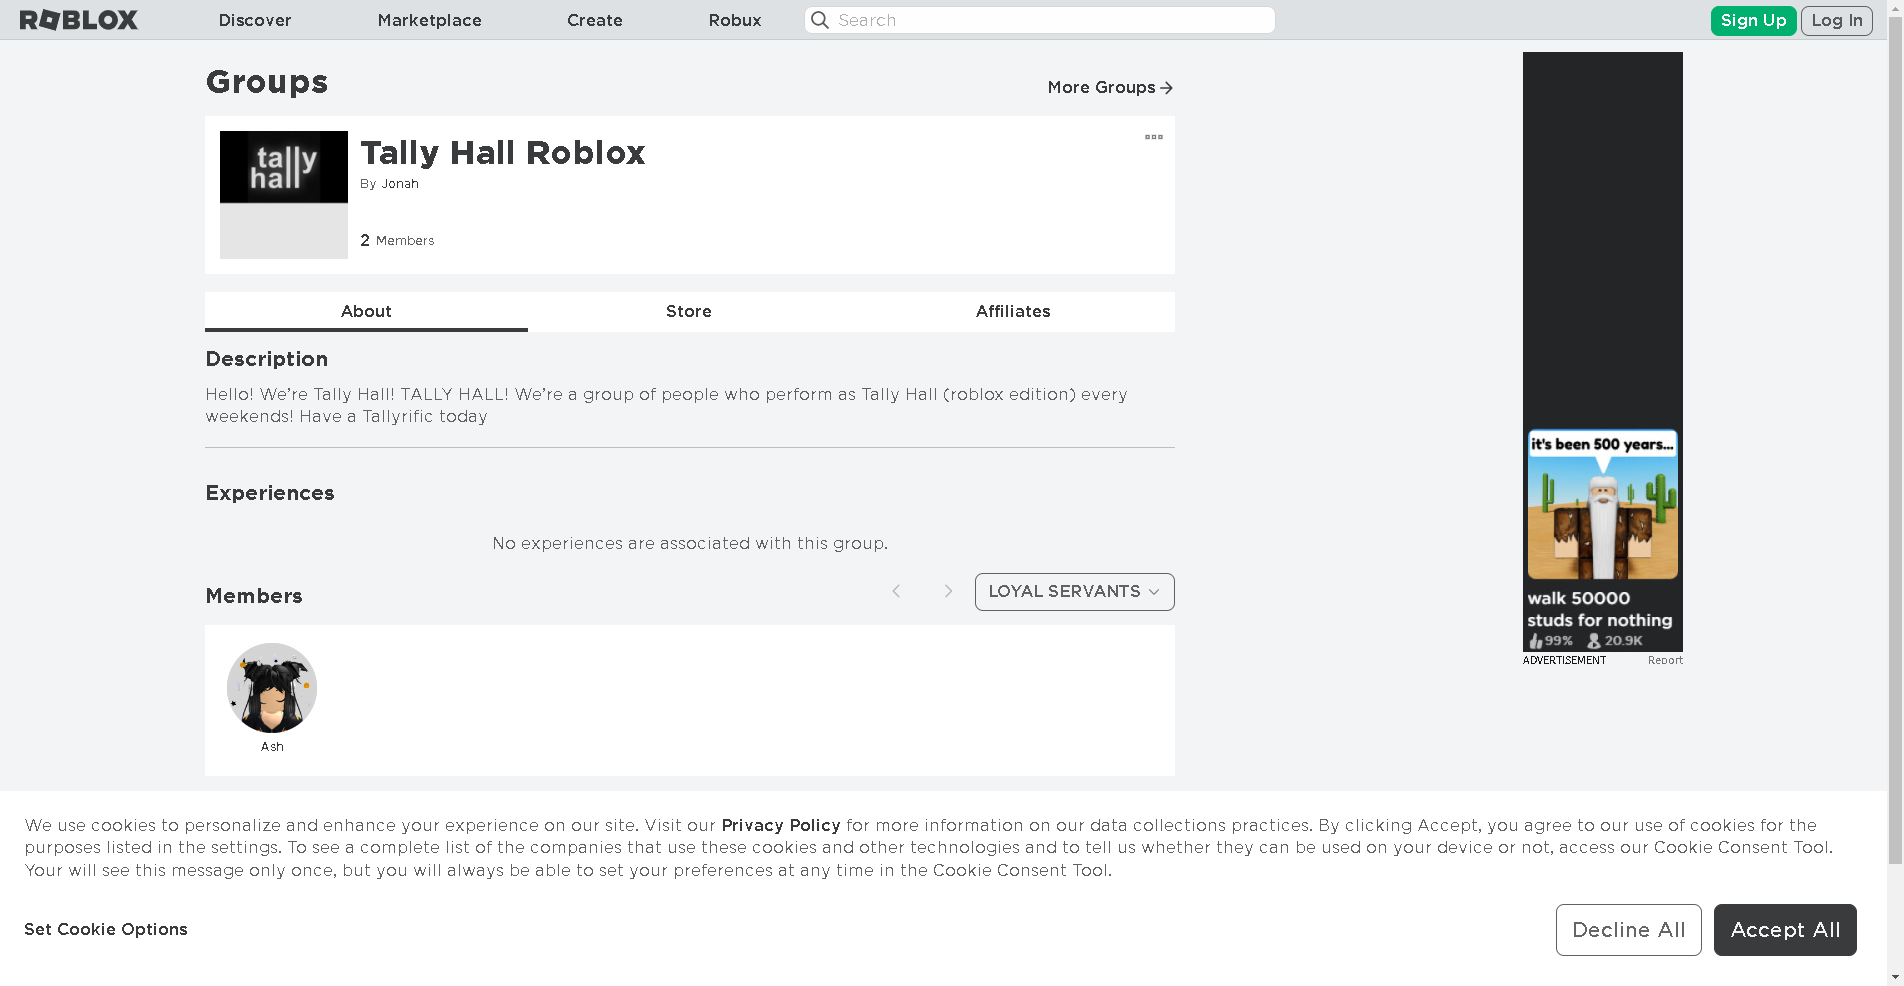 ROBLOX Discover Marketplace Create Robux Search Sign Up Log In
Groups
More Groups
tally
hall
Tally Hall Roblox
By Jonah
2 Members
About Store Affiliates
Description
Hello! We’re Tally Hall! TALLY HALL! We’re a group of people who perform as Tally Hall (roblox edition) every
weekends! Have a Tallyrific today
Experiences
No experiences are associated with this group.
Members
LOYAL SERVANTS
Ash
it's been 500 years...
walk 50000
studs for nothing
99% 20.9K
ADVERTISEMENT Report
We use cookies to personalize and enhance your experience on our site. Visit our Privacy Policy for more information on our data collections practices. By clicking Accept, you agree to our use of cookies for the
purposes listed in the settings. To see a complete list of the companies that use these cookies and other technologies and to tell us whether they can be used on your device or not, access our Cookie Consent Tool.
Your will see this message only once, but you will always be able to set your preferences at any time in the Cookie Consent Tool.
Set Cookie Options
Decline All
Accept All